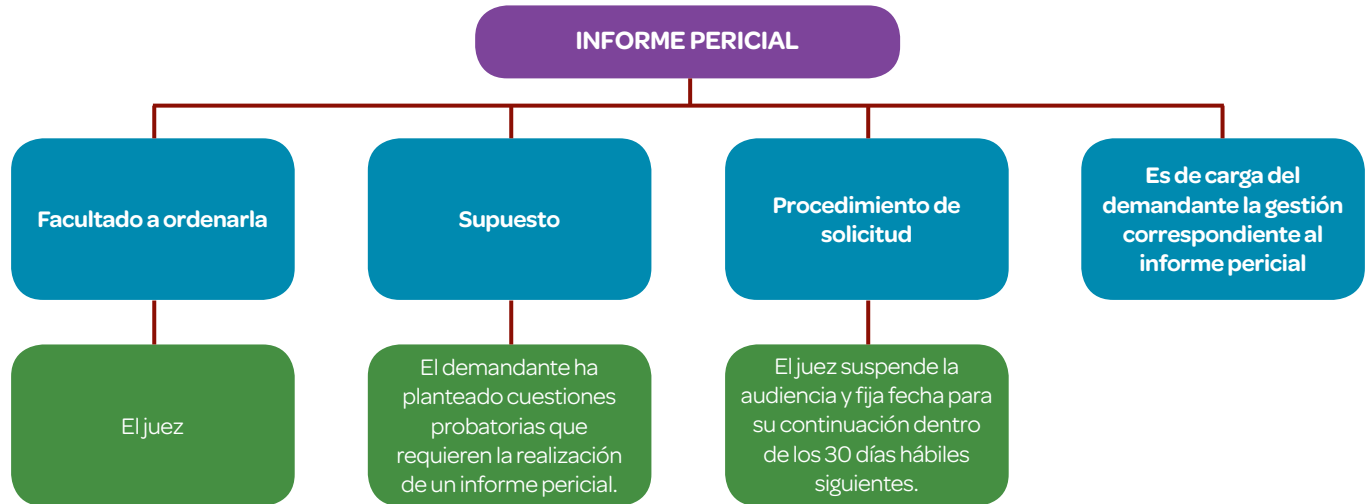 INFORME PERICIAL
Facultado a ordenarla
Supuesto
Procedimiento de
solicitud
Es de carga del
demandante la gestión
correspondiente al
informe pericial
El juez
El demandante ha
planteado cuestiones
probatorias que
requieren la realización
de un informe pericial.
El juez suspende la
audiencia y fija fecha para
su continuación dentro
de los 30 días hábiles
siguientes.